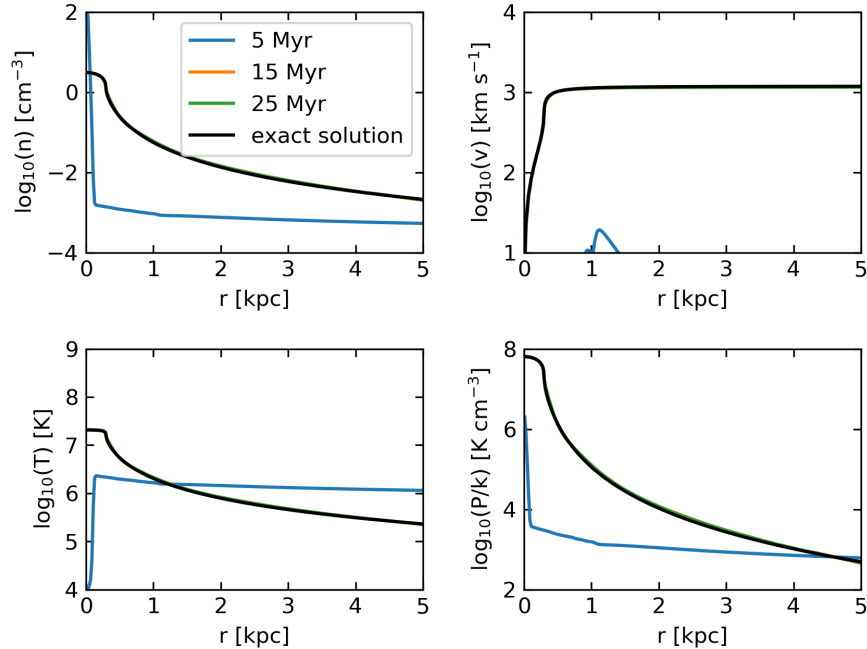 2
0
−2
−4
log₁₀(n) [cm⁻³]
5 Myr
15 Myr
25 Myr
exact solution
0 1 2 3 4 5
r [kpc]
4
3
2
1
log₁₀(v) [km s⁻¹]
0 1 2 3 4 5
r [kpc]
9
8
7
6
5
4
log₁₀(T) [K]
0 1 2 3 4 5
r [kpc]
8
6
4
2
log₁₀(P/k) [K cm⁻³]
0 1 2 3 4 5
r [kpc]